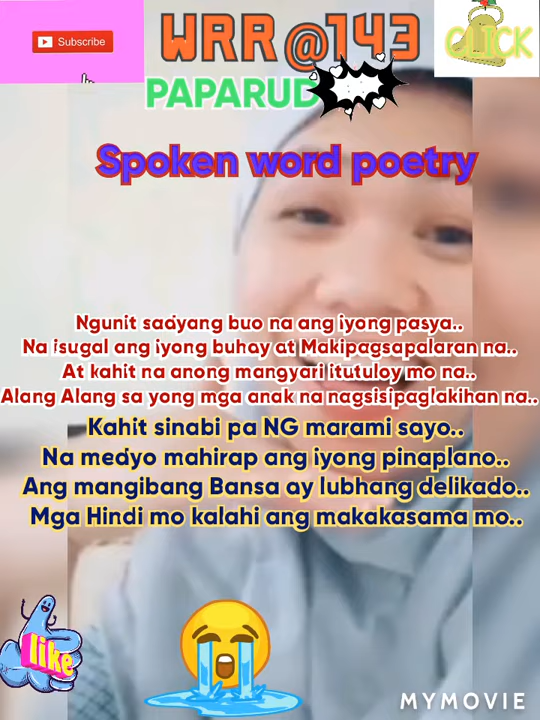 Subscribe
WRR@143
CLICK
PAPARUD
Spoken word poetry
Ngunit sadyang buo na ang iyong pasya..
Na isugal ang iyong buhay at Makipagsapalaran na..
At kahit na anong mangyari itutuloy mo na..
Alang Alang sa yong mga anak na nagsisipaglakihan na..
Kahit sinabi pa NG marami sayo..
Na medyo mahirap ang iyong pinaplano..
Ang mangibang Bansa ay lubhang delikado..
Mga Hindi mo kalahi ang makakasama mo..
like
MYMOVIE